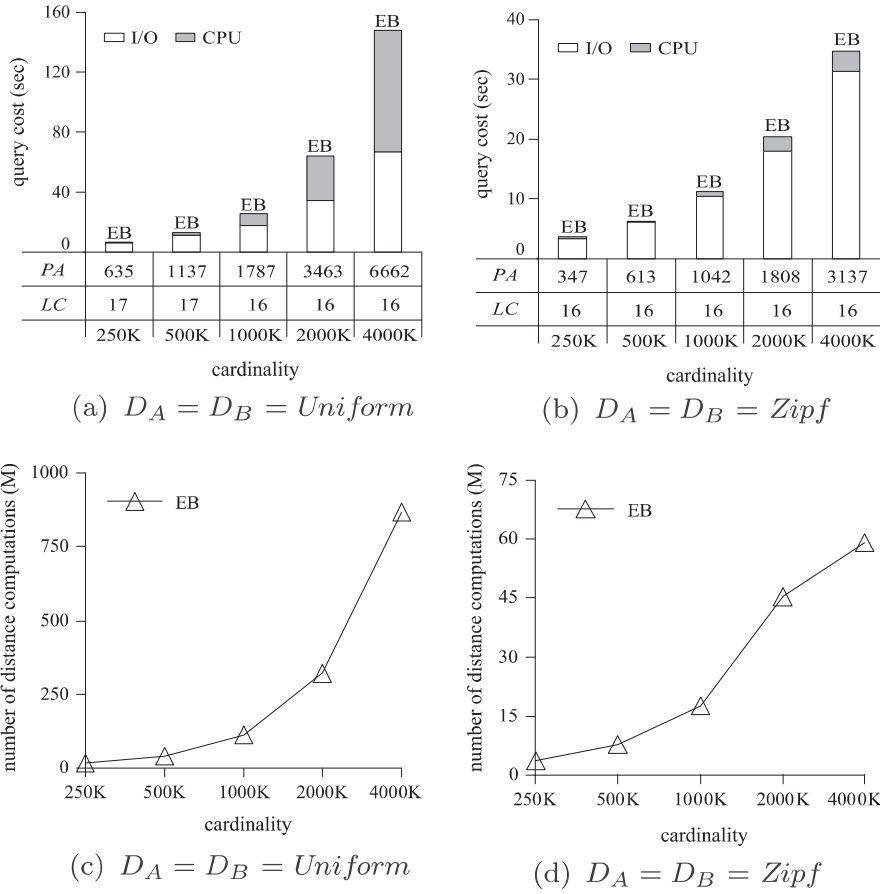 160
120
80
40
0
query cost (sec)
I/O CPU
EB
EB
EB
EB
EB
PA 635 1137 1787 3463 6662
LC 17 17 16 16 16
250K 500K 1000K 2000K 4000K
cardinality
(a) D_A = D_B = Uniform
40
30
20
10
0
query cost (sec)
I/O CPU
EB
EB
EB
EB
EB
PA 347 613 1042 1808 3137
LC 16 16 16 16 16
250K 500K 1000K 2000K 4000K
cardinality
(b) D_A = D_B = Zipf
1000
750
500
250
0
number of distance computations (M)
EB
250K 500K 1000K 2000K 4000K
cardinality
(c) D_A = D_B = Uniform
75
60
45
30
15
0
number of distance computations (M)
EB
250K 500K 1000K 2000K 4000K
cardinality
(d) D_A = D_B = Zipf